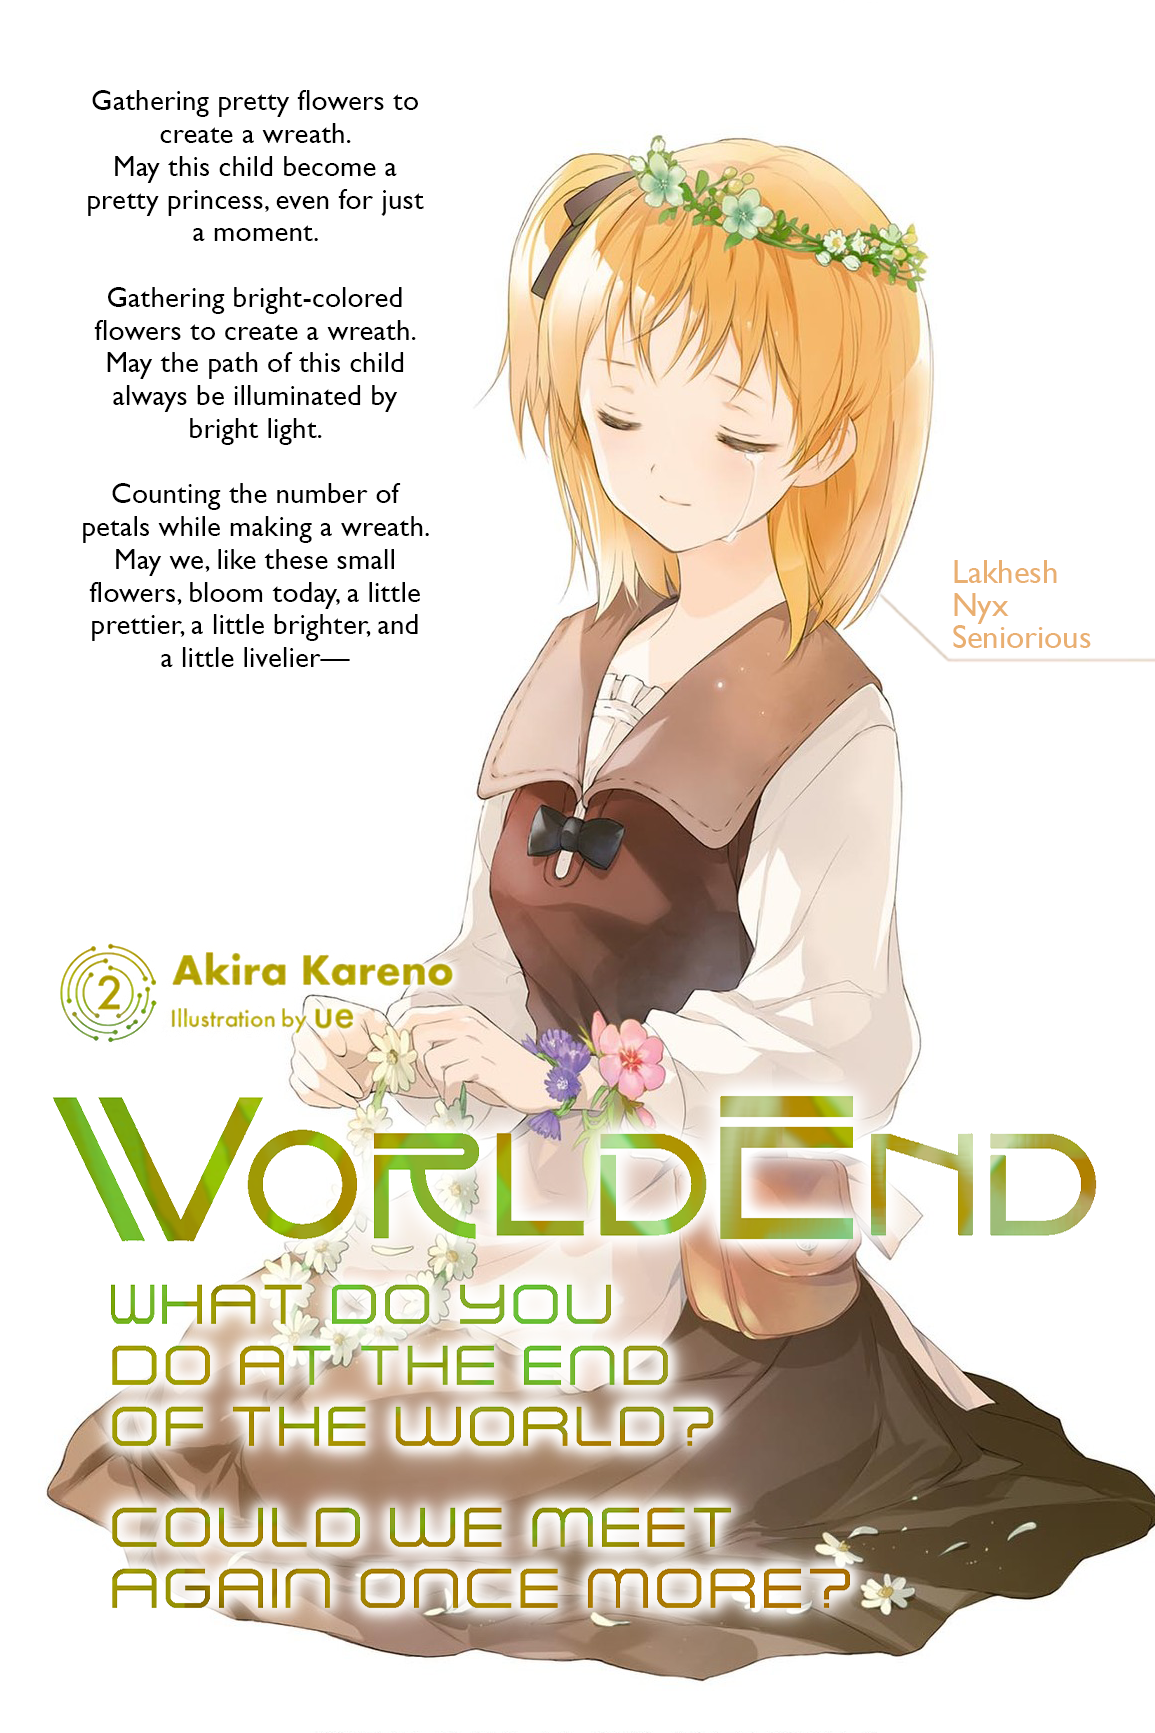 Gathering pretty flowers to
create a wreath.
May this child become a
pretty princess, even for just
a moment.
Gathering bright-colored
flowers to create a wreath.
May the path of this child
always be illuminated by
bright light.
Counting the number of
petals while making a wreath.
May we, like these small
flowers, bloom today, a little
prettier, a little brighter, and
a little livelier—
Lakhesh
Nyx
Seniorious
2
Akira Kareno
Illustration by ue
WORLDEND
WHAT DO YOU
DO AT THE END
OF THE WORLD?
COULD WE MEET
AGAIN ONCE MORE?